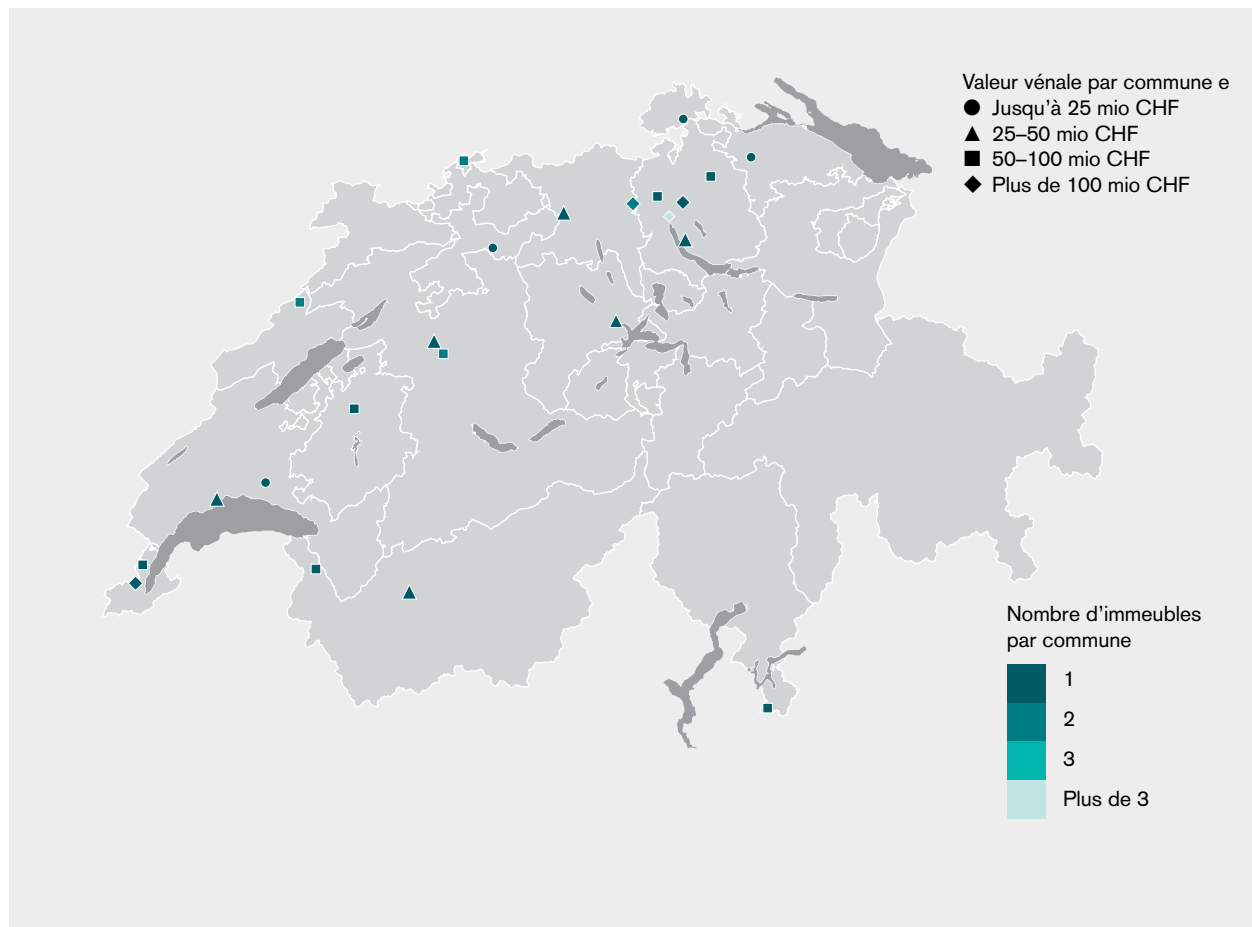 Valeur vénale par commune e
Jusqu'à 25 mio CHF
25–50 mio CHF
50–100 mio CHF
Plus de 100 mio CHF
Nombre d'immeubles
par commune
1
2
3
Plus de 3